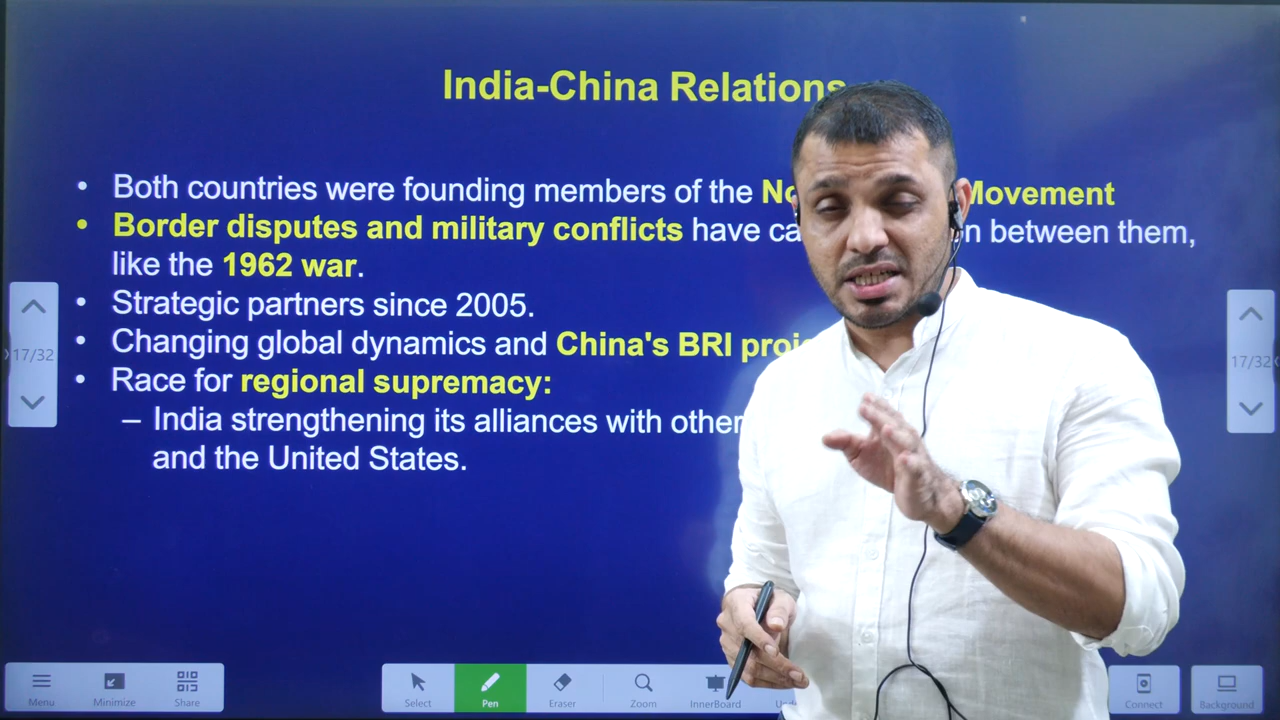 India-China Relations
• Both countries were founding members of the Movement
• Border disputes and military conflicts have between them,
like the 1962 war.
• Strategic partners since 2005.
• Changing global dynamics and China's BRI
• Race for regional supremacy:
– India strengthening its alliances with other
and the United States.
17/32
17/32
Menu Minimize Share Select Pen Eraser Zoom InnerBoard Connect Background